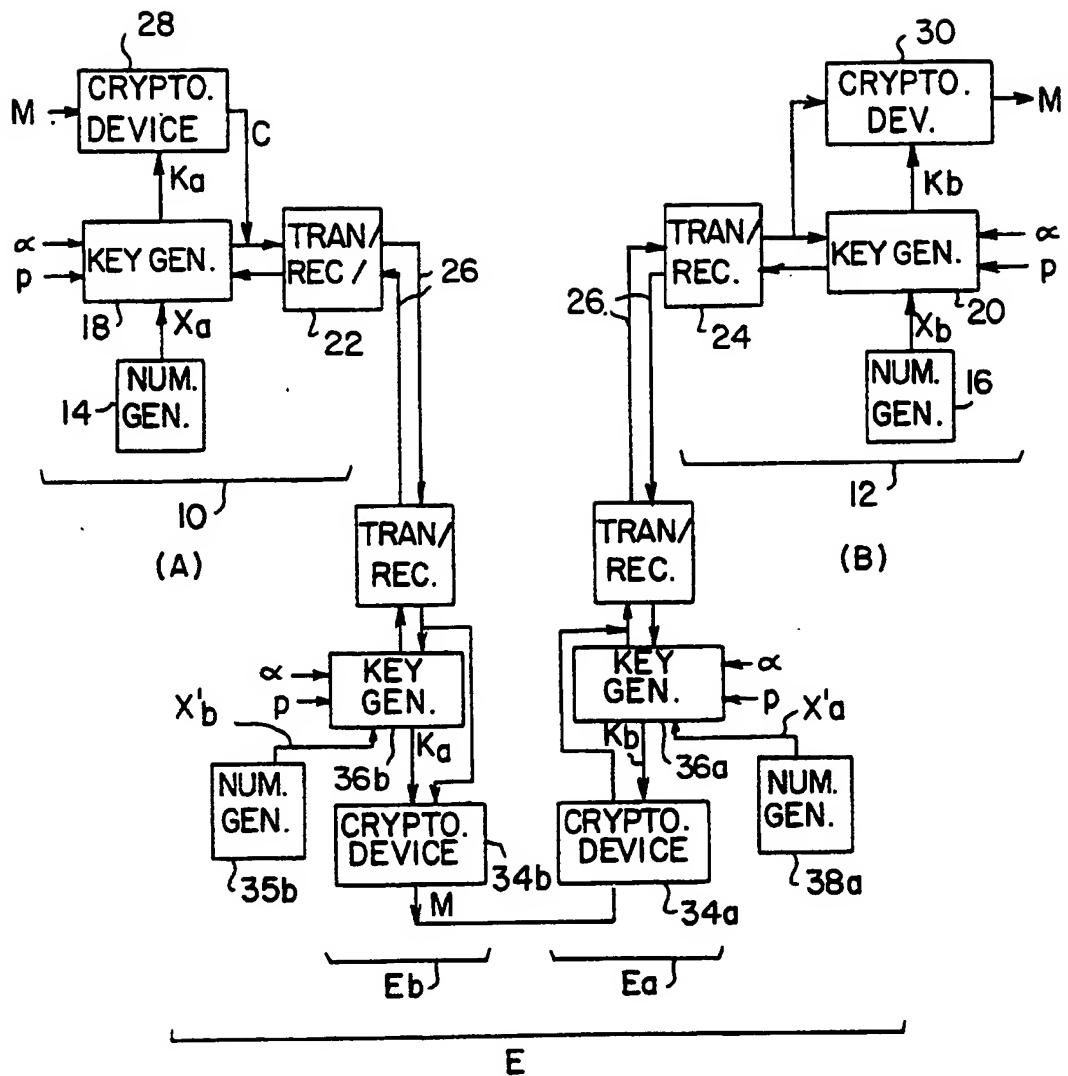 28
CRYPTO.
DEVICE
M
C
Ka
α
p
KEY GEN.
18
Xa
TRAN/
REC/
22
26
14
NUM.
GEN.
10
(A)
30
CRYPTO.
DEV.
M
Kb
TRAN/
REC.
24
26
KEY GEN.
α
p
20
Xb
NUM.
GEN.
16
12
(B)
TRAN/
REC.
TRAN/
REC.
α
p
KEY
GEN.
X'b
Ka
36b
NUM.
GEN.
35b
CRYPTO.
DEVICE
34b
M
KEY
GEN.
α
p
X'a
Kb
36a
NUM.
GEN.
38a
CRYPTO.
DEVICE
34a
Eb
Ea
E